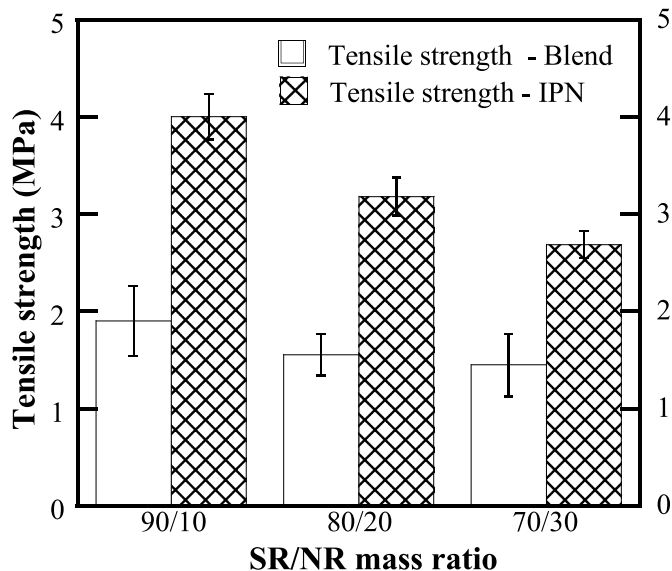 Tensile strength - Blend
Tensile strength - IPN
5
4
3
2
1
0
5
4
3
2
1
0
Tensile strength (MPa)
90/10 80/20 70/30
SR/NR mass ratio